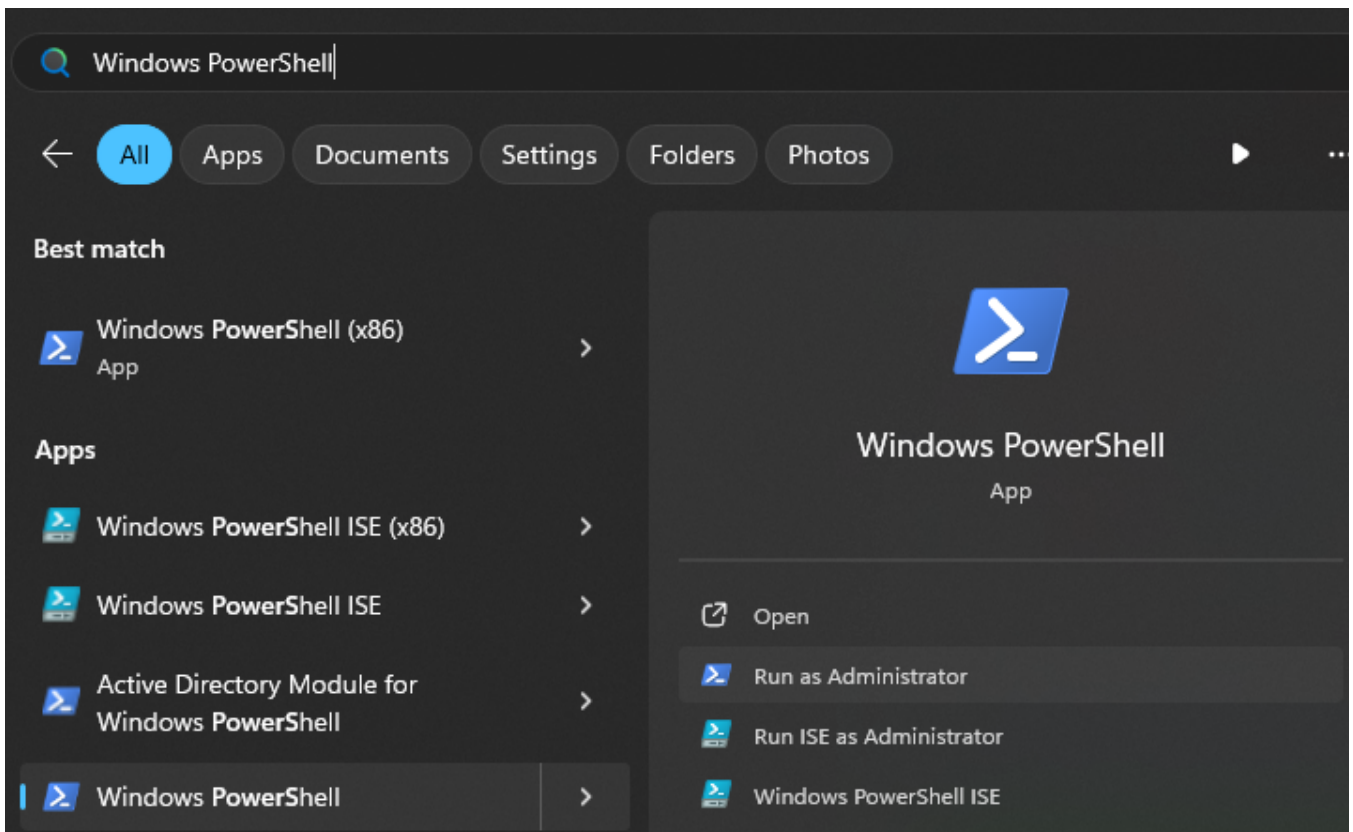 Windows PowerShell
All
Apps
Documents
Settings
Folders
Photos
Best match
Windows PowerShell (x86)
App
Apps
Windows PowerShell ISE (x86)
Windows PowerShell ISE
Active Directory Module for
Windows PowerShell
Windows PowerShell
Windows PowerShell
App
Open
Run as Administrator
Run ISE as Administrator
Windows PowerShell ISE